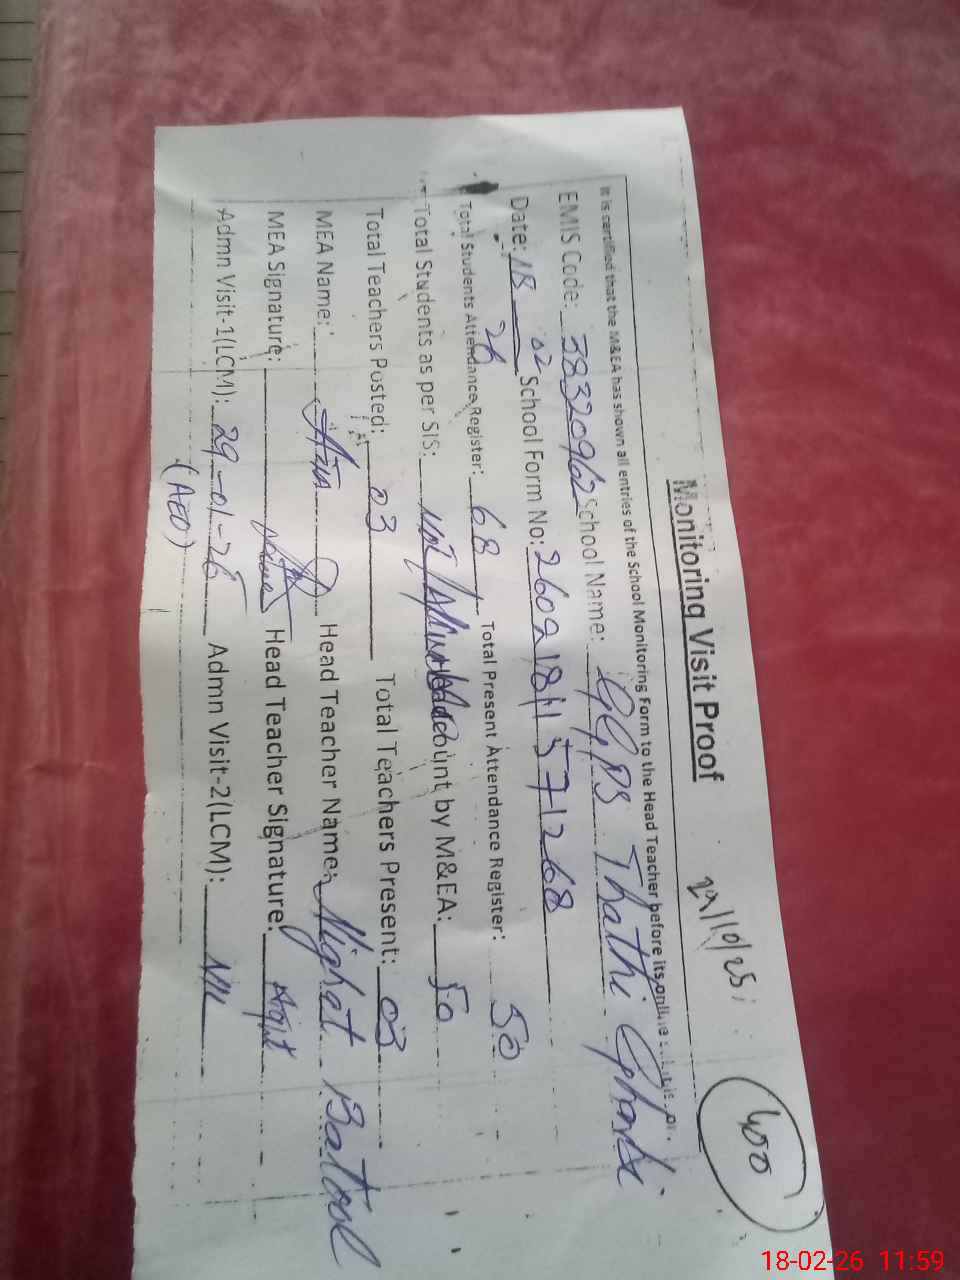 Monitoring Visit Proof
29/10/25
400
It is certified that the M&EA has shown all entries of the School Monitoring Form to the Head Teacher before its online
EMIS Code: 38320962 School Name: GGPS Thathi Gharbi
Date: 18 02 26 School Form No: 26021811571268
Total Students Attendance Register: 68 Total Present Attendance Register: 50
Total Students as per SIS: count by M&EA: 50
Total Teachers Posted: 03 Total Teachers Present: 03
MEA Name: Head Teacher Name: Nighat Batool
MEA Signature: Head Teacher Signature:
Admn Visit-1(LCM): 29-01-26 Admn Visit-2(LCM): Nil
(AEO)
18-02-26 11:59